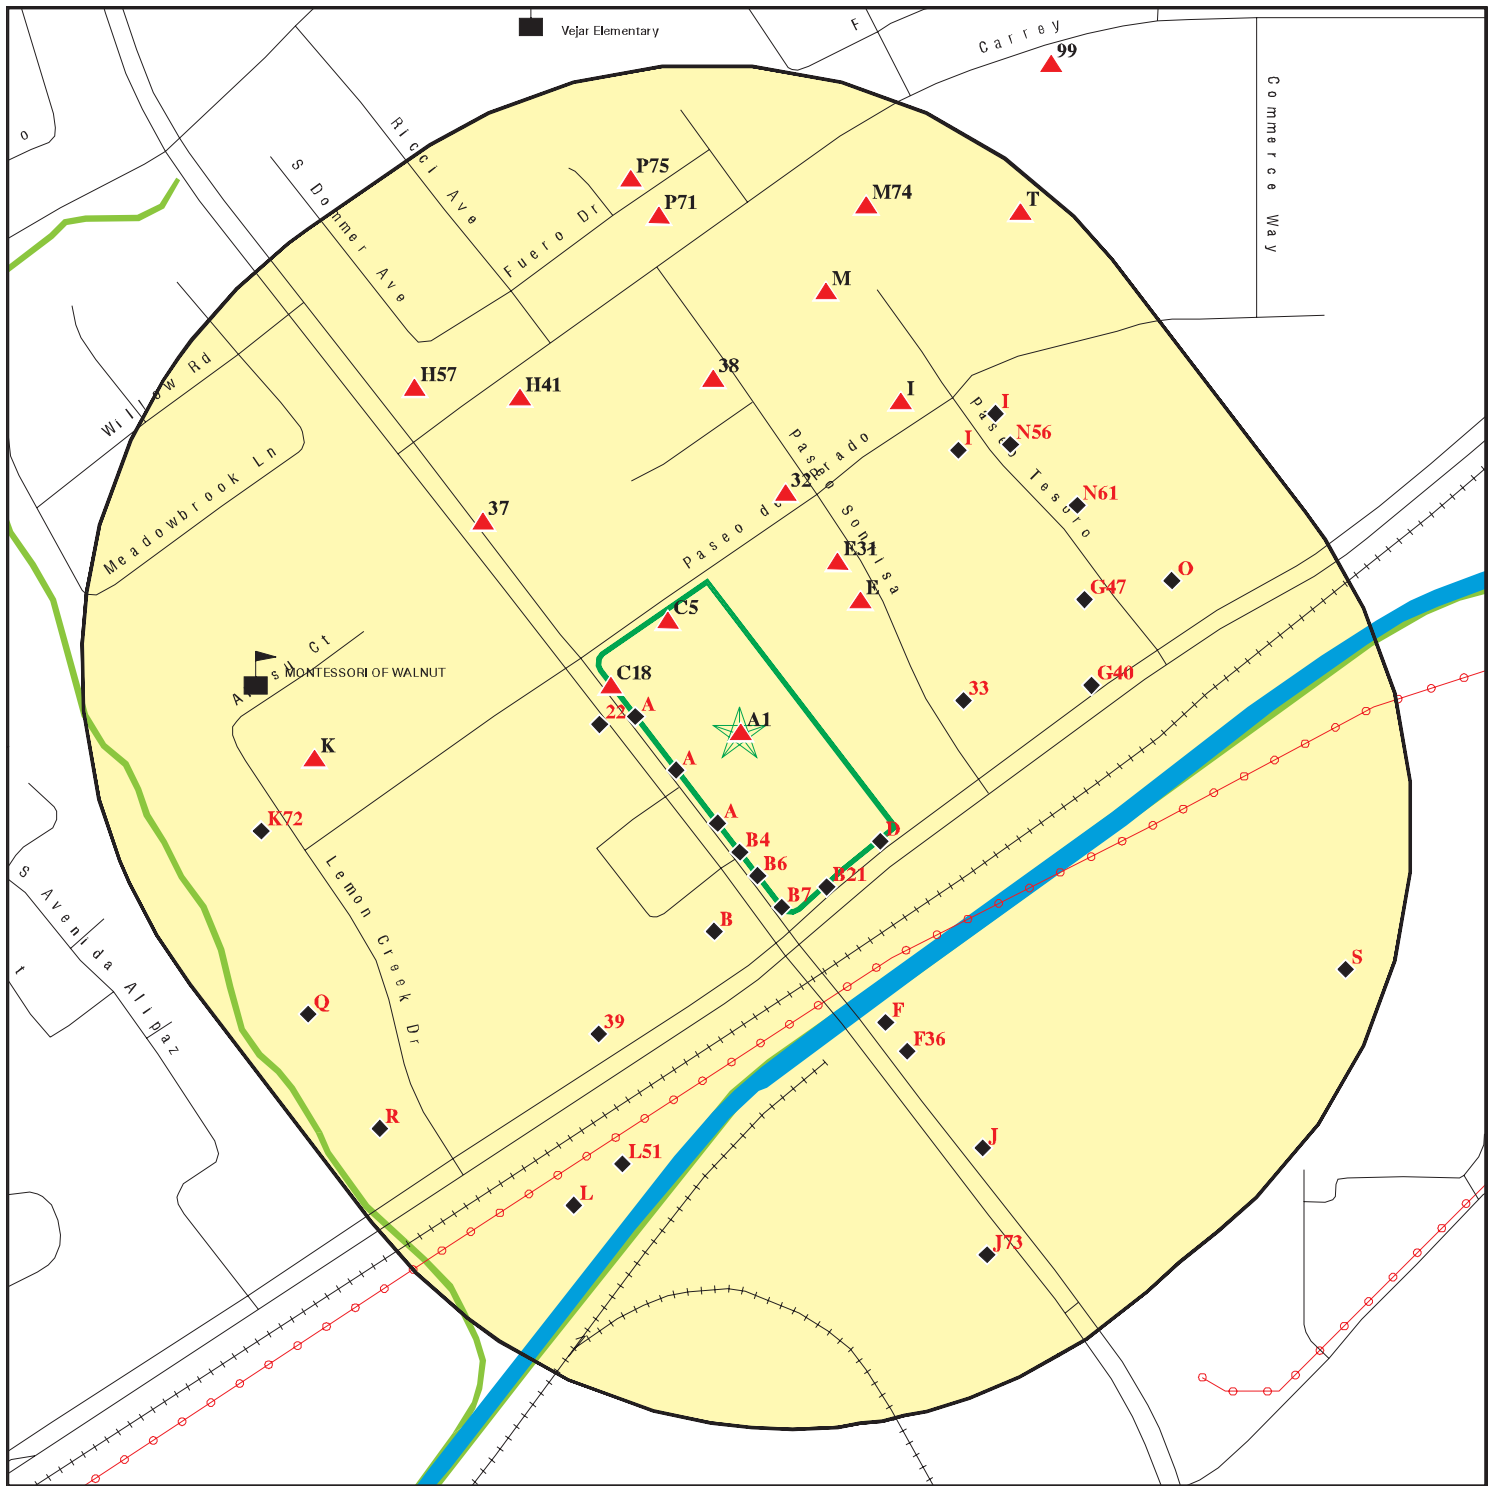 Vejar Elementary
F
Carrey
99
Commerce Way
o
Ricci Ave
S Dommer Ave
P75
P71
M74
T
Fuero Dr
M
Willow Rd
H57
H41
38
I
I
I
N56
Paseo Tesoro
Meadowbrook Ln
37
32
Paseo del Prado
Paseo Sonrisa
N61
E31
E
G47
O
C5
MONTESSORI OF WALNUT
C18
G40
33
22
A
A1
K
A
K72
A
B4
D
Lemon Creek Dr
B6
B21
B7
S Avenida Alipaz
B
t
S
Q
39
F
F36
R
J
L51
L
J73